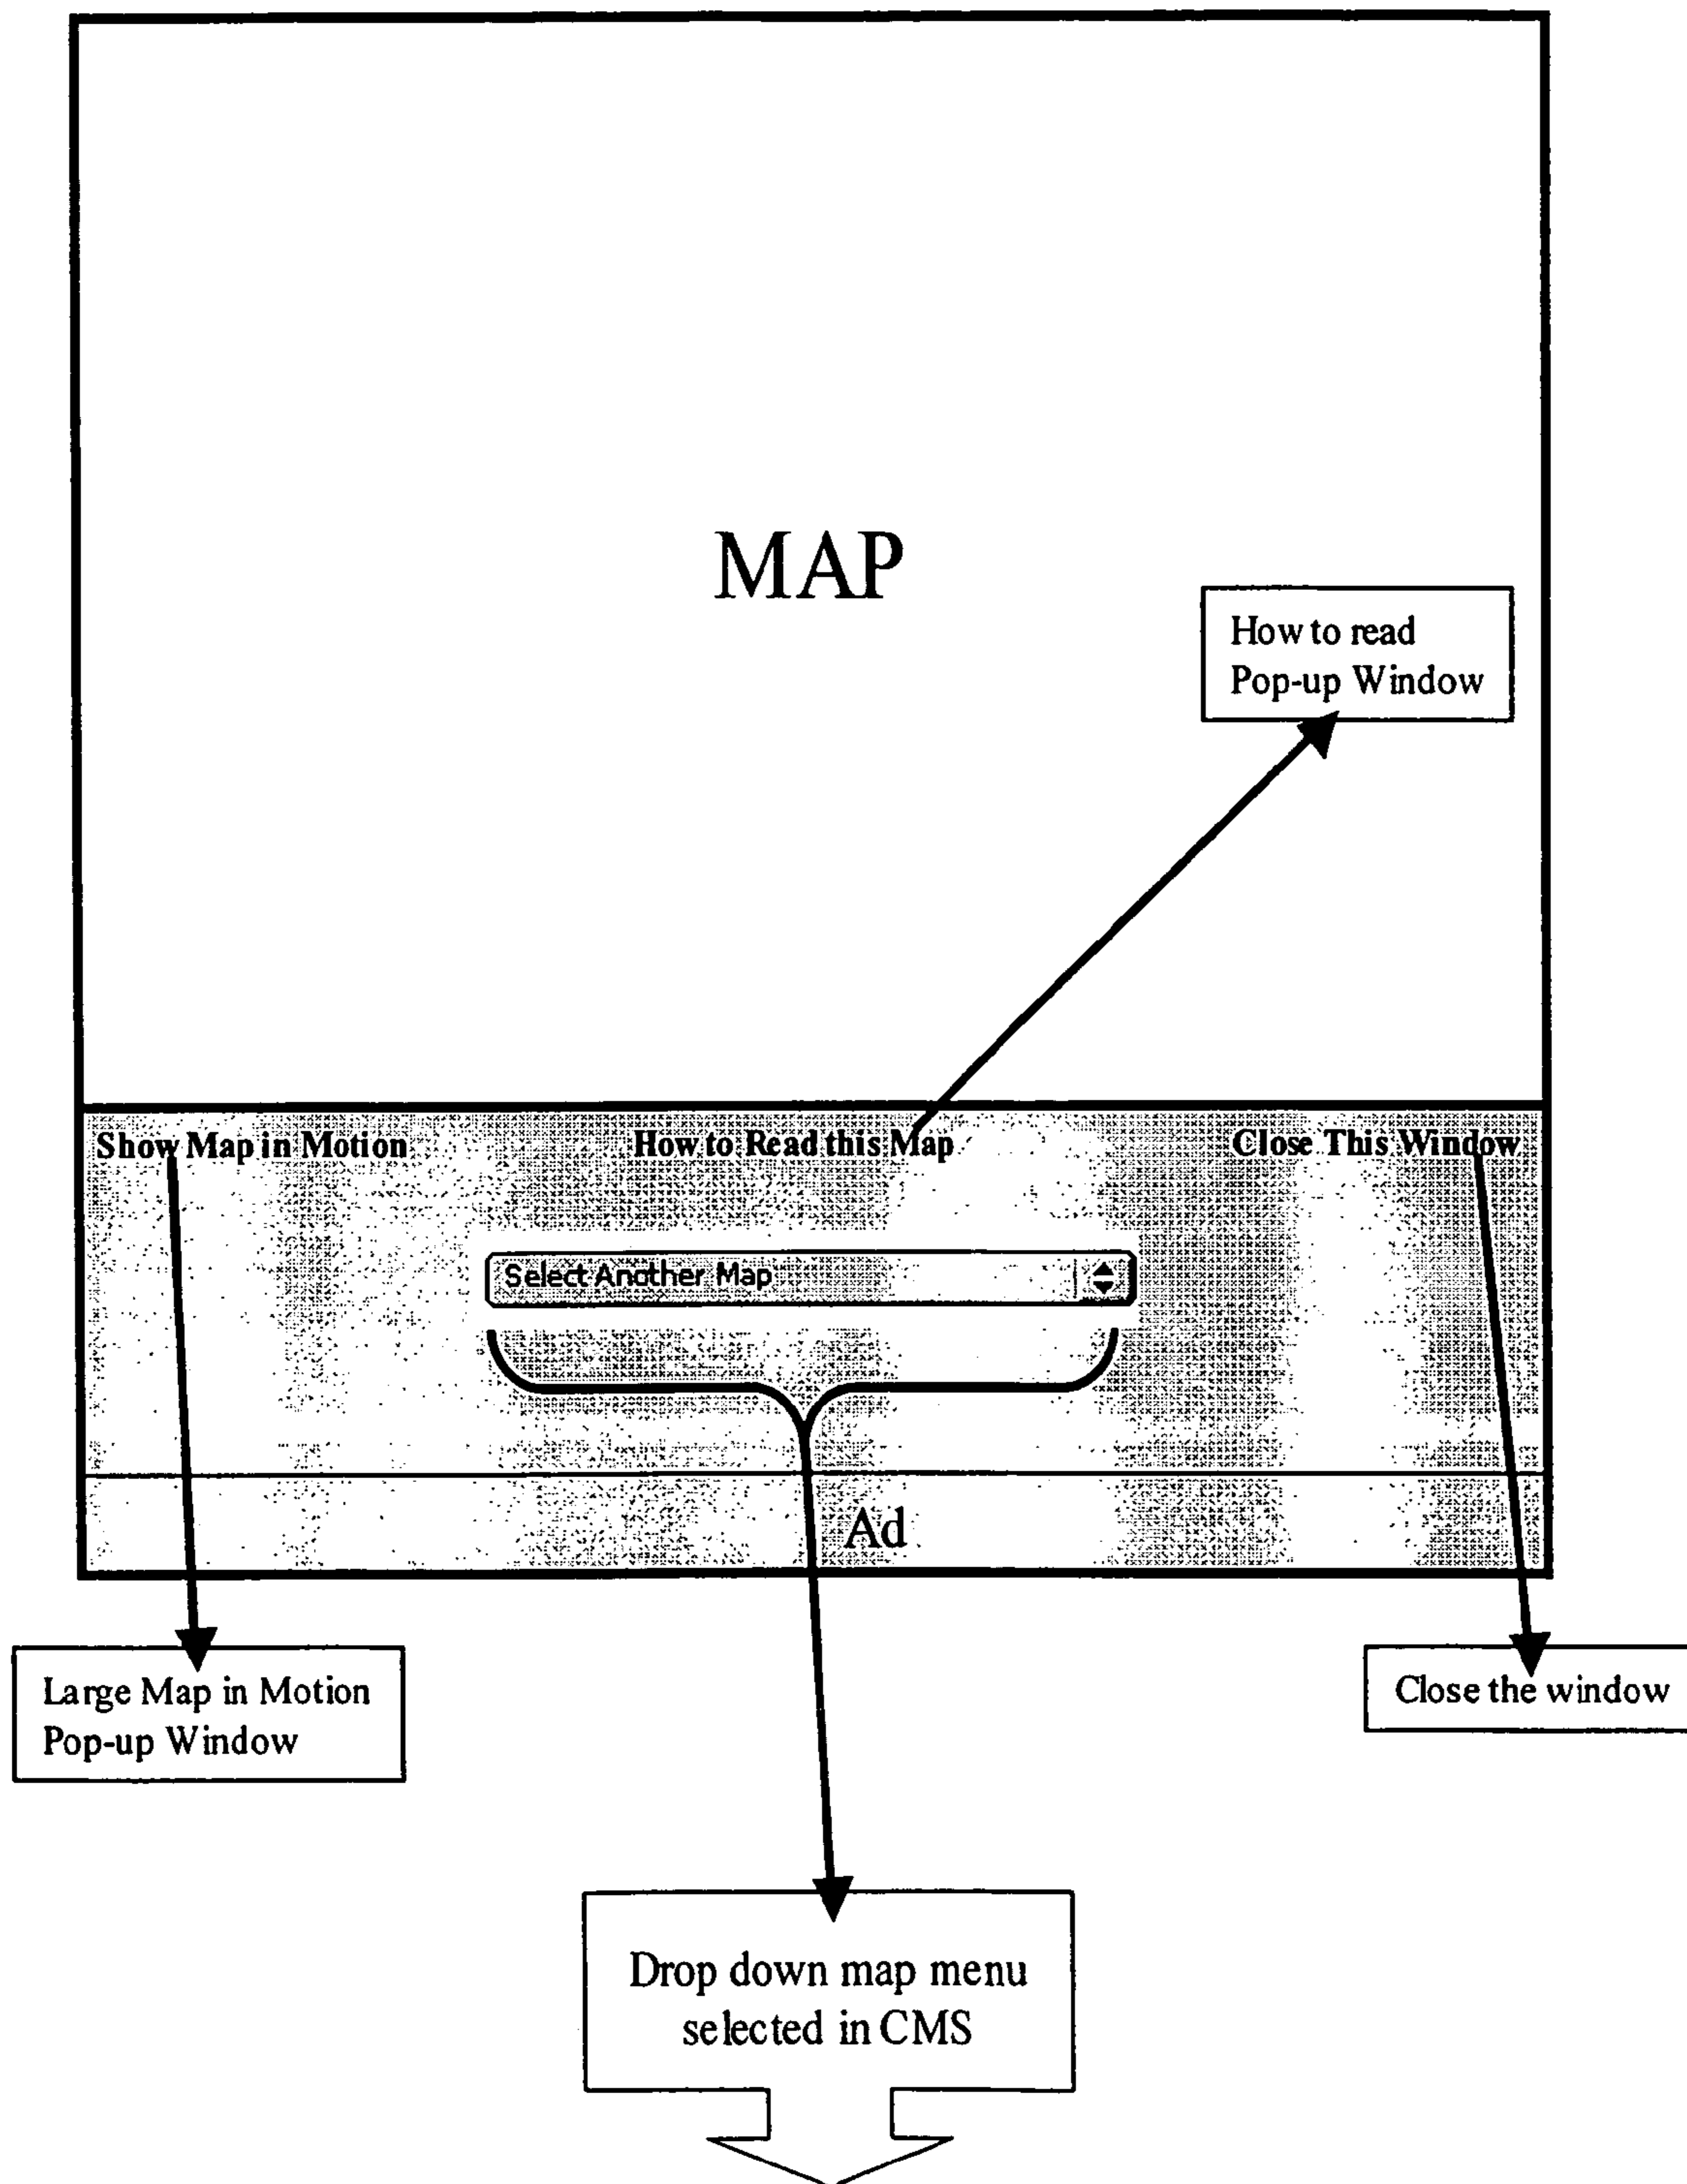 MAP
How to read
Pop-up Window
Show Map in Motion
How to Read this Map
Close This Window
Select Another Map
Ad
Large Map in Motion
Pop-up Window
Close the window
Drop down map menu
selected in CMS